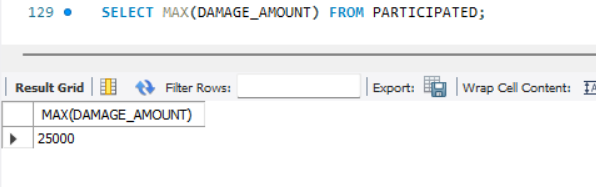 129 SELECT MAX(DAMAGE_AMOUNT) FROM PARTICIPATED;
Result Grid Filter Rows: Export: Wrap Cell Content:
MAX(DAMAGE_AMOUNT)
25000